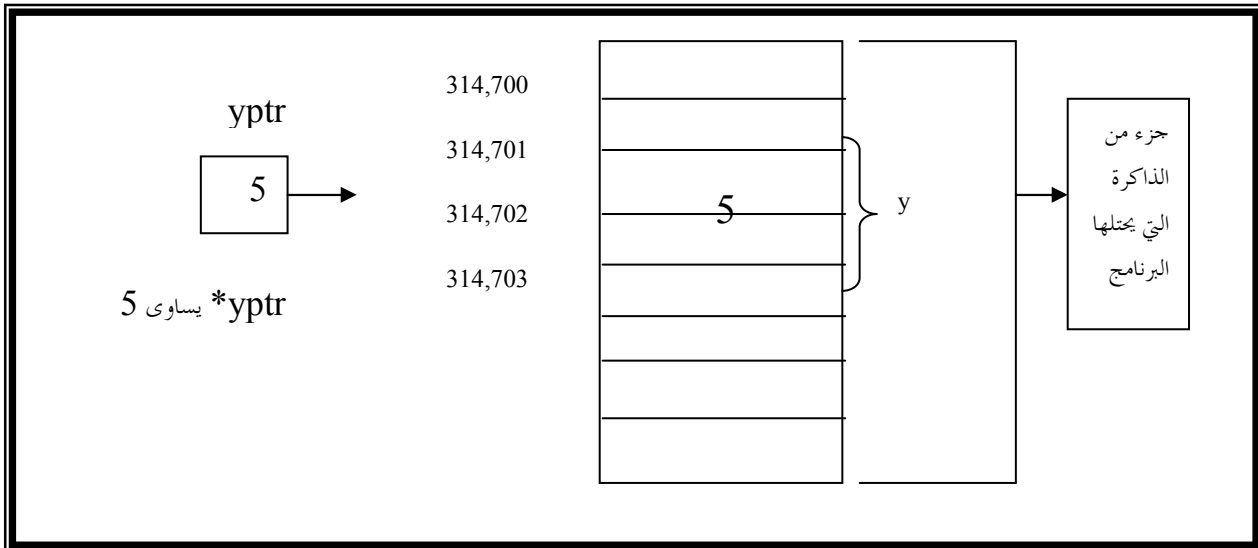 yptr
5
*yptr يساوى 5
314,700
314,701
314,702
314,703
5
y
جزء من
الذاكرة
التي يحتلها
البرنامج